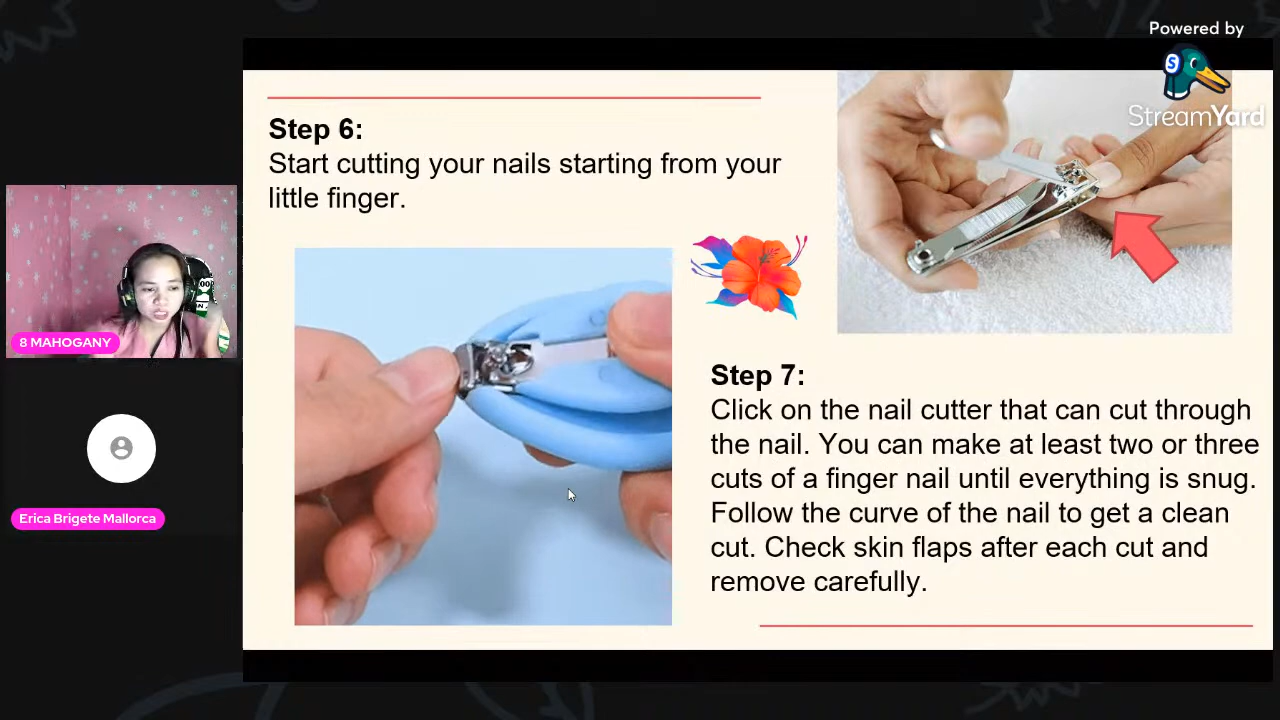 Powered by
StreamYard
Step 6:
Start cutting your nails starting from your
little finger.
8 MAHOGANY
Erica Brigete Mallorca
Step 7:
Click on the nail cutter that can cut through
the nail. You can make at least two or three
cuts of a finger nail until everything is snug.
Follow the curve of the nail to get a clean
cut. Check skin flaps after each cut and
remove carefully.